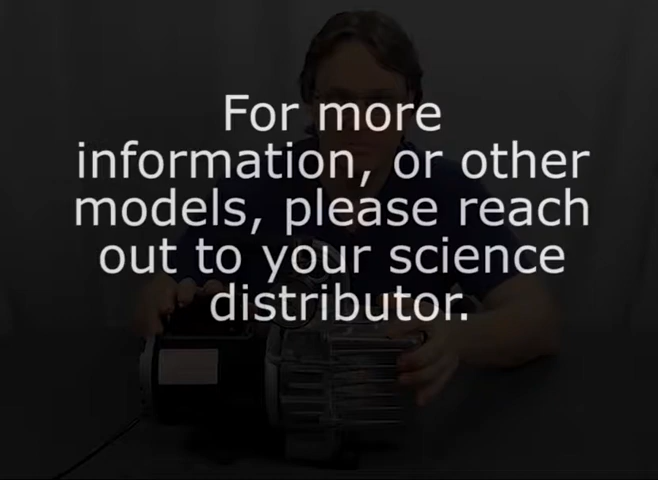 For more
information, or other
models, please reach
out to your science
distributor.